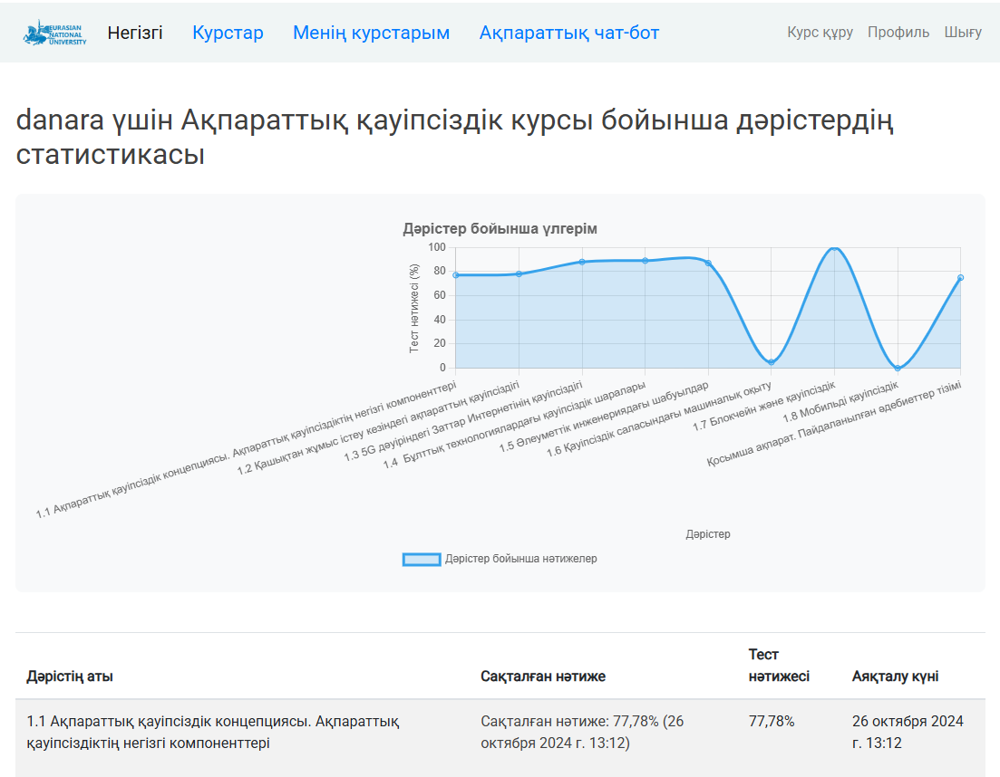 EURASIAN
NATIONAL
UNIVERSITY
Негізгі Курстар Менің курстарым Ақпараттық чат-бот Курс құру Профиль Шығу
danara үшін Ақпараттық қауіпсіздік курсы бойынша дәрістердің
статистикасы
Дәрістер бойынша үлгерім
Тест нәтижесі (%)
100
80
60
40
20
0
1.1 Ақпараттық қауіпсіздік концепциясы. Ақпараттық қауіпсіздіктің негізгі компоненттері
1.2 Қашықтан жұмыс істеу кезіндегі ақпараттың қауіпсіздігі
1.3 5G дәуіріндегі Заттар Интернетінің қауіпсіздігі
1.4 Бұлттық технологиялардағы қауіпсіздік шаралары
1.5 Әлеуметтік инженериядағы шабуылдар
1.6 Қауіпсіздік саласындағы машиналық оқыту
1.7 Блокчейн және қауіпсіздік
1.8 Мобильді қауіпсіздік
Қосымша ақпарат. Пайдаланылған әдебиеттер тізімі
Дәрістер
Дәрістер бойынша нәтижелер
Дәрістің аты Сақталған нәтиже Тест нәтижесі Аяқталу күні
1.1 Ақпараттық қауіпсіздік концепциясы. Ақпараттық
қауіпсіздіктің негізгі компоненттері
Сақталған нәтиже: 77,78% (26
октября 2024 г. 13:12)
77,78%
26 октября 2024
г. 13:12